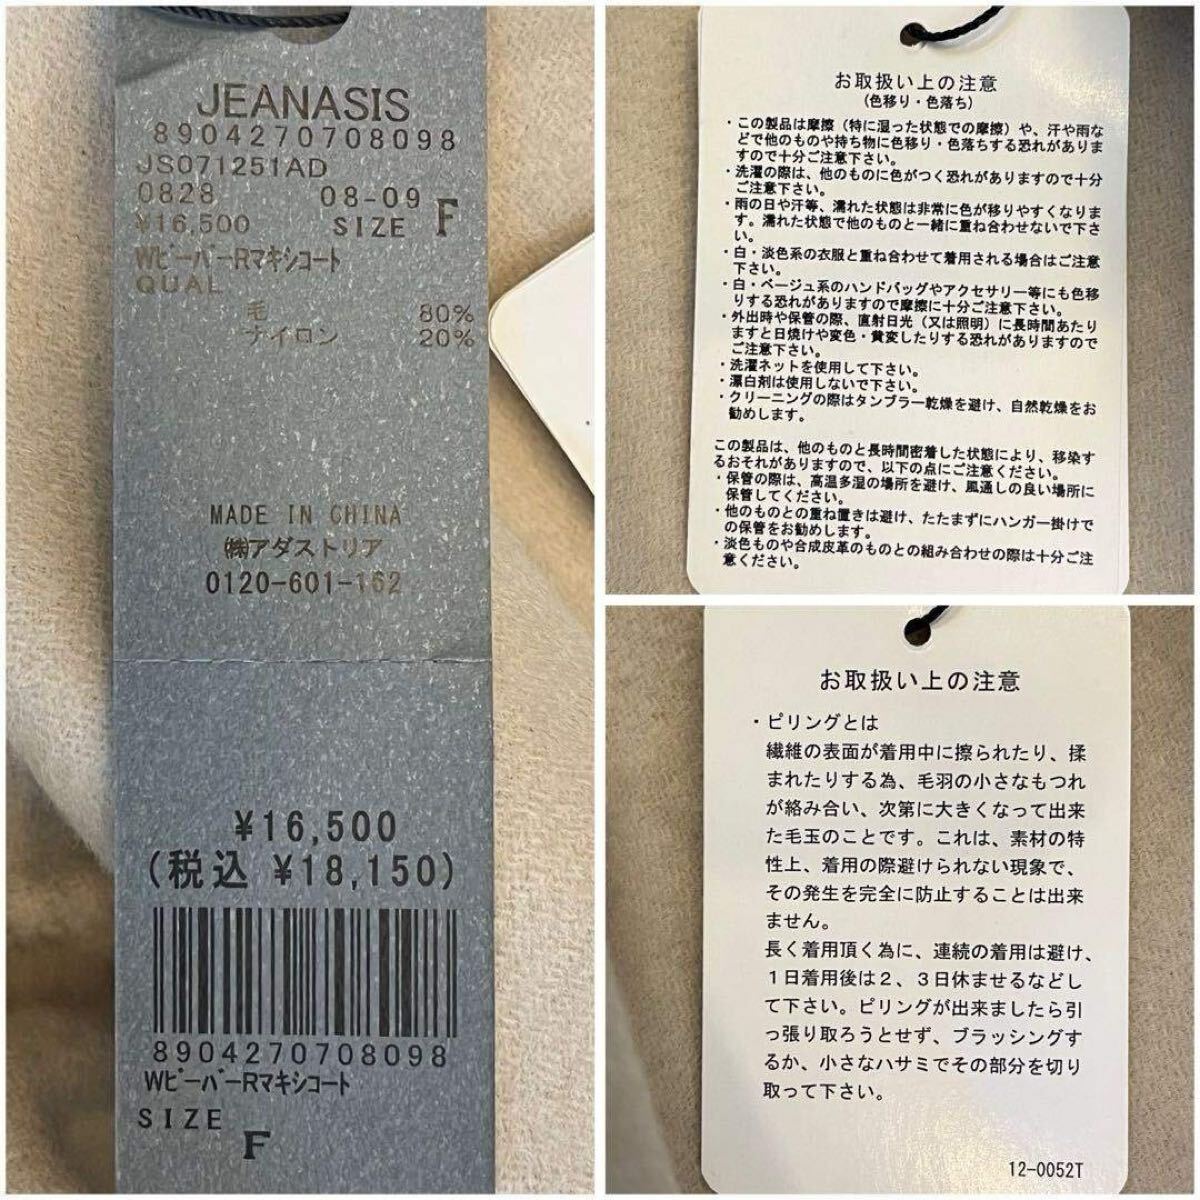 JEANASIS
8904270708098
JS071251AD
0828 08-09
¥16,500 SIZE F
WビーバーRマキシコート
QUAL
毛 80%
ナイロン 20%
MADE IN CHINA
㈱アダストリア
0120-601-162
¥16,500
(税込 ¥18,150)
8904270708098
WビーバーRマキシコート
SIZE
F
お取扱い上の注意
(色移り・色落ち)
・この製品は摩擦（特に湿った状態での摩擦）や、汗や雨な
どで他のものや持ち物に色移り・色落ちする恐れがありま
すので十分ご注意下さい。
・洗濯の際は、他のものに色がつく恐れがありますので十分
ご注意下さい。
・雨の日や汗等、濡れた状態は非常に色が移りやすくなりま
す。濡れた状態で他のものと一緒に重ね合わせないで下さ
い。
・白・淡色系の衣服と重ね合わせて着用される場合はご注意
下さい。
・白・ベージュ系のハンドバッグやアクセサリー等にも色移
りする恐れがありますので摩擦に十分ご注意下さい。
・外出時や保管の際、直射日光（又は照明）に長時間あたり
ますと日焼けや変色・黄変したりする恐れがありますので
ご注意下さい。
・洗濯ネットを使用して下さい。
・漂白剤は使用しないで下さい。
・クリーニングの際はタンブラー乾燥を避け、自然乾燥をお
勧めします。
この製品は、他のものと長時間密着した状態により、移染す
るおそれがありますので、以下の点にご注意ください。
・保管の際は、高温多湿の場所を避け、風通しの良い場所に
保管してください。
・他のものとの重ね置きは避け、たたまずにハンガー掛けで
の保管をお勧めします。
・淡色ものや合成皮革のものとの組み合わせの際は十分ご注
意ください。
お取扱い上の注意
・ピリングとは
繊維の表面が着用中に擦られたり、揉
まれたりする為、毛羽の小さなもつれ
が絡み合い、次第に大きくなって出来
た毛玉のことです。これは、素材の特
性上、着用の際避けられない現象で、
その発生を完全に防止することは出来
ません。
長く着用頂く為に、連続の着用は避け、
1日着用後は2、3日休ませるなどし
て下さい。ピリングが出来ましたら引
っ張り取ろうとせず、ブラッシングす
るか、小さなハサミでその部分を切り
取って下さい。
12-0052T